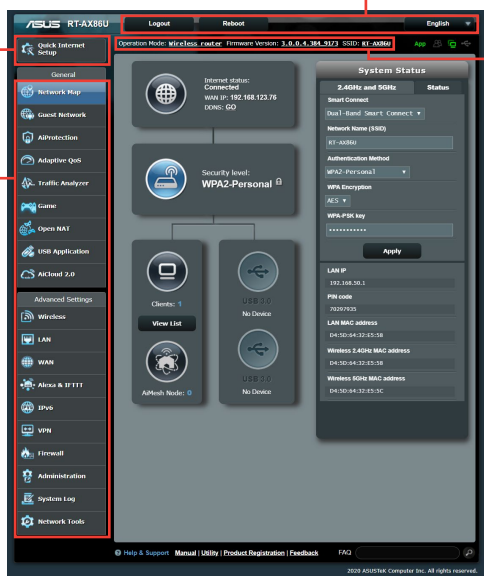 ASUS RT-AX86U
Logout Reboot English
Quick Internet Setup
Operation Mode: Wireless router Firmware Version: 3.0.0.4.384_9173 SSID: RT-AX86U App
General
Network Map
Guest Network
AiProtection
Adaptive QoS
Traffic Analyzer
Game
Open NAT
USB Application
AiCloud 2.0
Advanced Settings
Wireless
LAN
WAN
Alexa & IFTTT
IPv6
VPN
Firewall
Administration
System Log
Network Tools
Internet status:
Connected
WAN IP: 192.168.123.76
DDNS: GO
Security level:
WPA2-Personal
Clients: 1
View List
AiMesh Node: 0
USB 3.0
No Device
USB 3.0
No Device
System Status
2.4GHz and 5GHz Status
Smart Connect
Dual-Band Smart Connect
Network Name (SSID)
RT-AX86U
Authentication Method
WPA2-Personal
WPA Encryption
AES
WPA-PSK key
•••••••••••
Apply
LAN IP
192.168.50.1
PIN code
70297935
LAN MAC address
D4:5D:64:32:E5:58
Wireless 2.4GHz MAC address
D4:5D:64:32:E5:58
Wireless 5GHz MAC address
D4:5D:64:32:E5:5C
Help & Support Manual | Utility | Product Registration | Feedback FAQ
2020 ASUSTeK Computer Inc. All rights reserved.